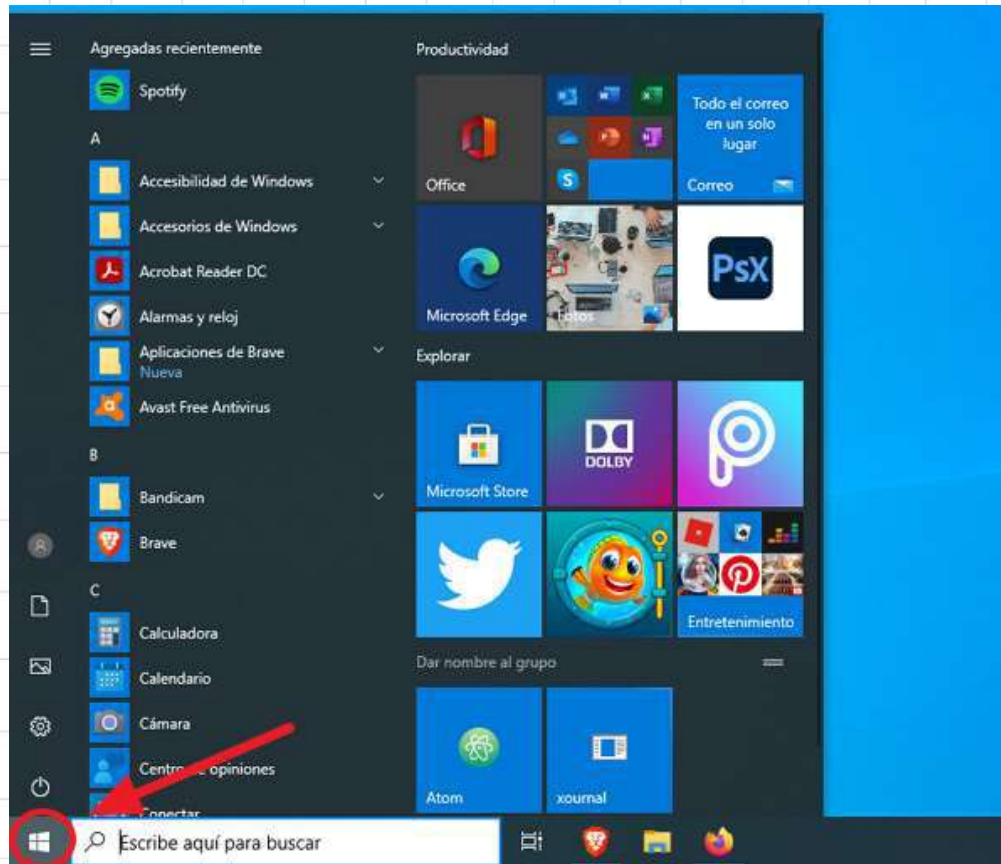 Agregadas recientemente
Spotify
A
Accesibilidad de Windows
Accesorios de Windows
Acrobat Reader DC
Alarmas y reloj
Aplicaciones de Brave
Nueva
Avast Free Antivirus
B
Bandicam
Brave
C
Calculadora
Calendario
Cámara
Centro de opiniones
Conectar
Productividad
Office
Todo el correo
en un solo
lugar
Correo
Microsoft Edge
Fotos
PsX
Explorar
Microsoft Store
DOLBY
Entretenimiento
Dar nombre al grupo
Atom
xournal
Escribe aquí para buscar